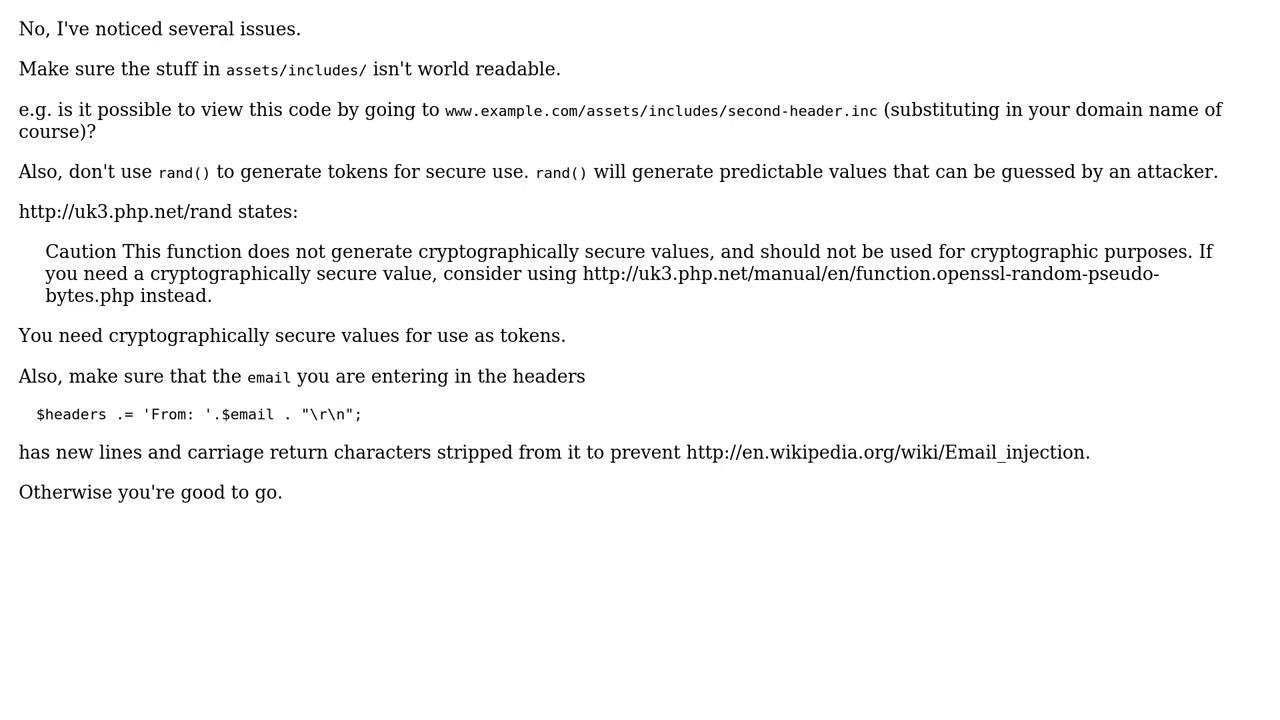 No, I've noticed several issues.
Make sure the stuff in assets/includes/ isn't world readable.
e.g. is it possible to view this code by going to www.example.com/assets/includes/second-header.inc (substituting in your domain name of
course)?
Also, don't use rand() to generate tokens for secure use. rand() will generate predictable values that can be guessed by an attacker.
http://uk3.php.net/rand states:
Caution This function does not generate cryptographically secure values, and should not be used for cryptographic purposes. If
you need a cryptographically secure value, consider using http://uk3.php.net/manual/en/function.openssl-random-pseudo-
bytes.php instead.
You need cryptographically secure values for use as tokens.
Also, make sure that the email you are entering in the headers
$headers .= 'From: '.$email . "\r\n";
has new lines and carriage return characters stripped from it to prevent http://en.wikipedia.org/wiki/Email_injection.
Otherwise you're good to go.